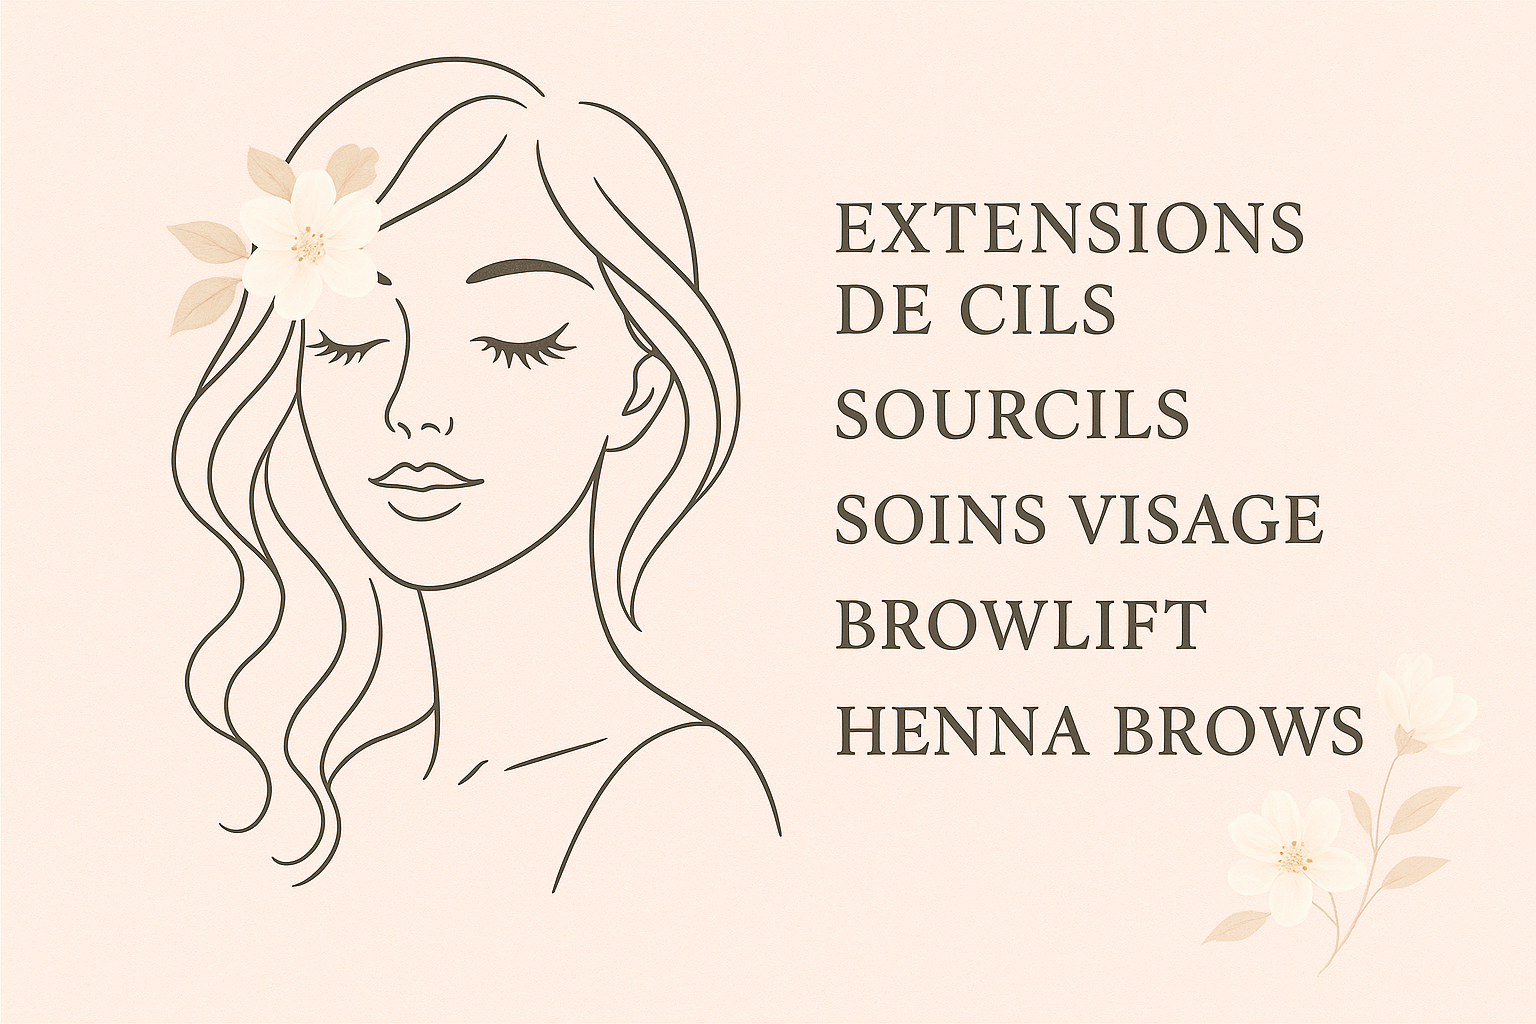 EXTENSIONS
DE CILS
SOURCILS
SOINS VISAGE
BROWLIFT
HENNA BROWS